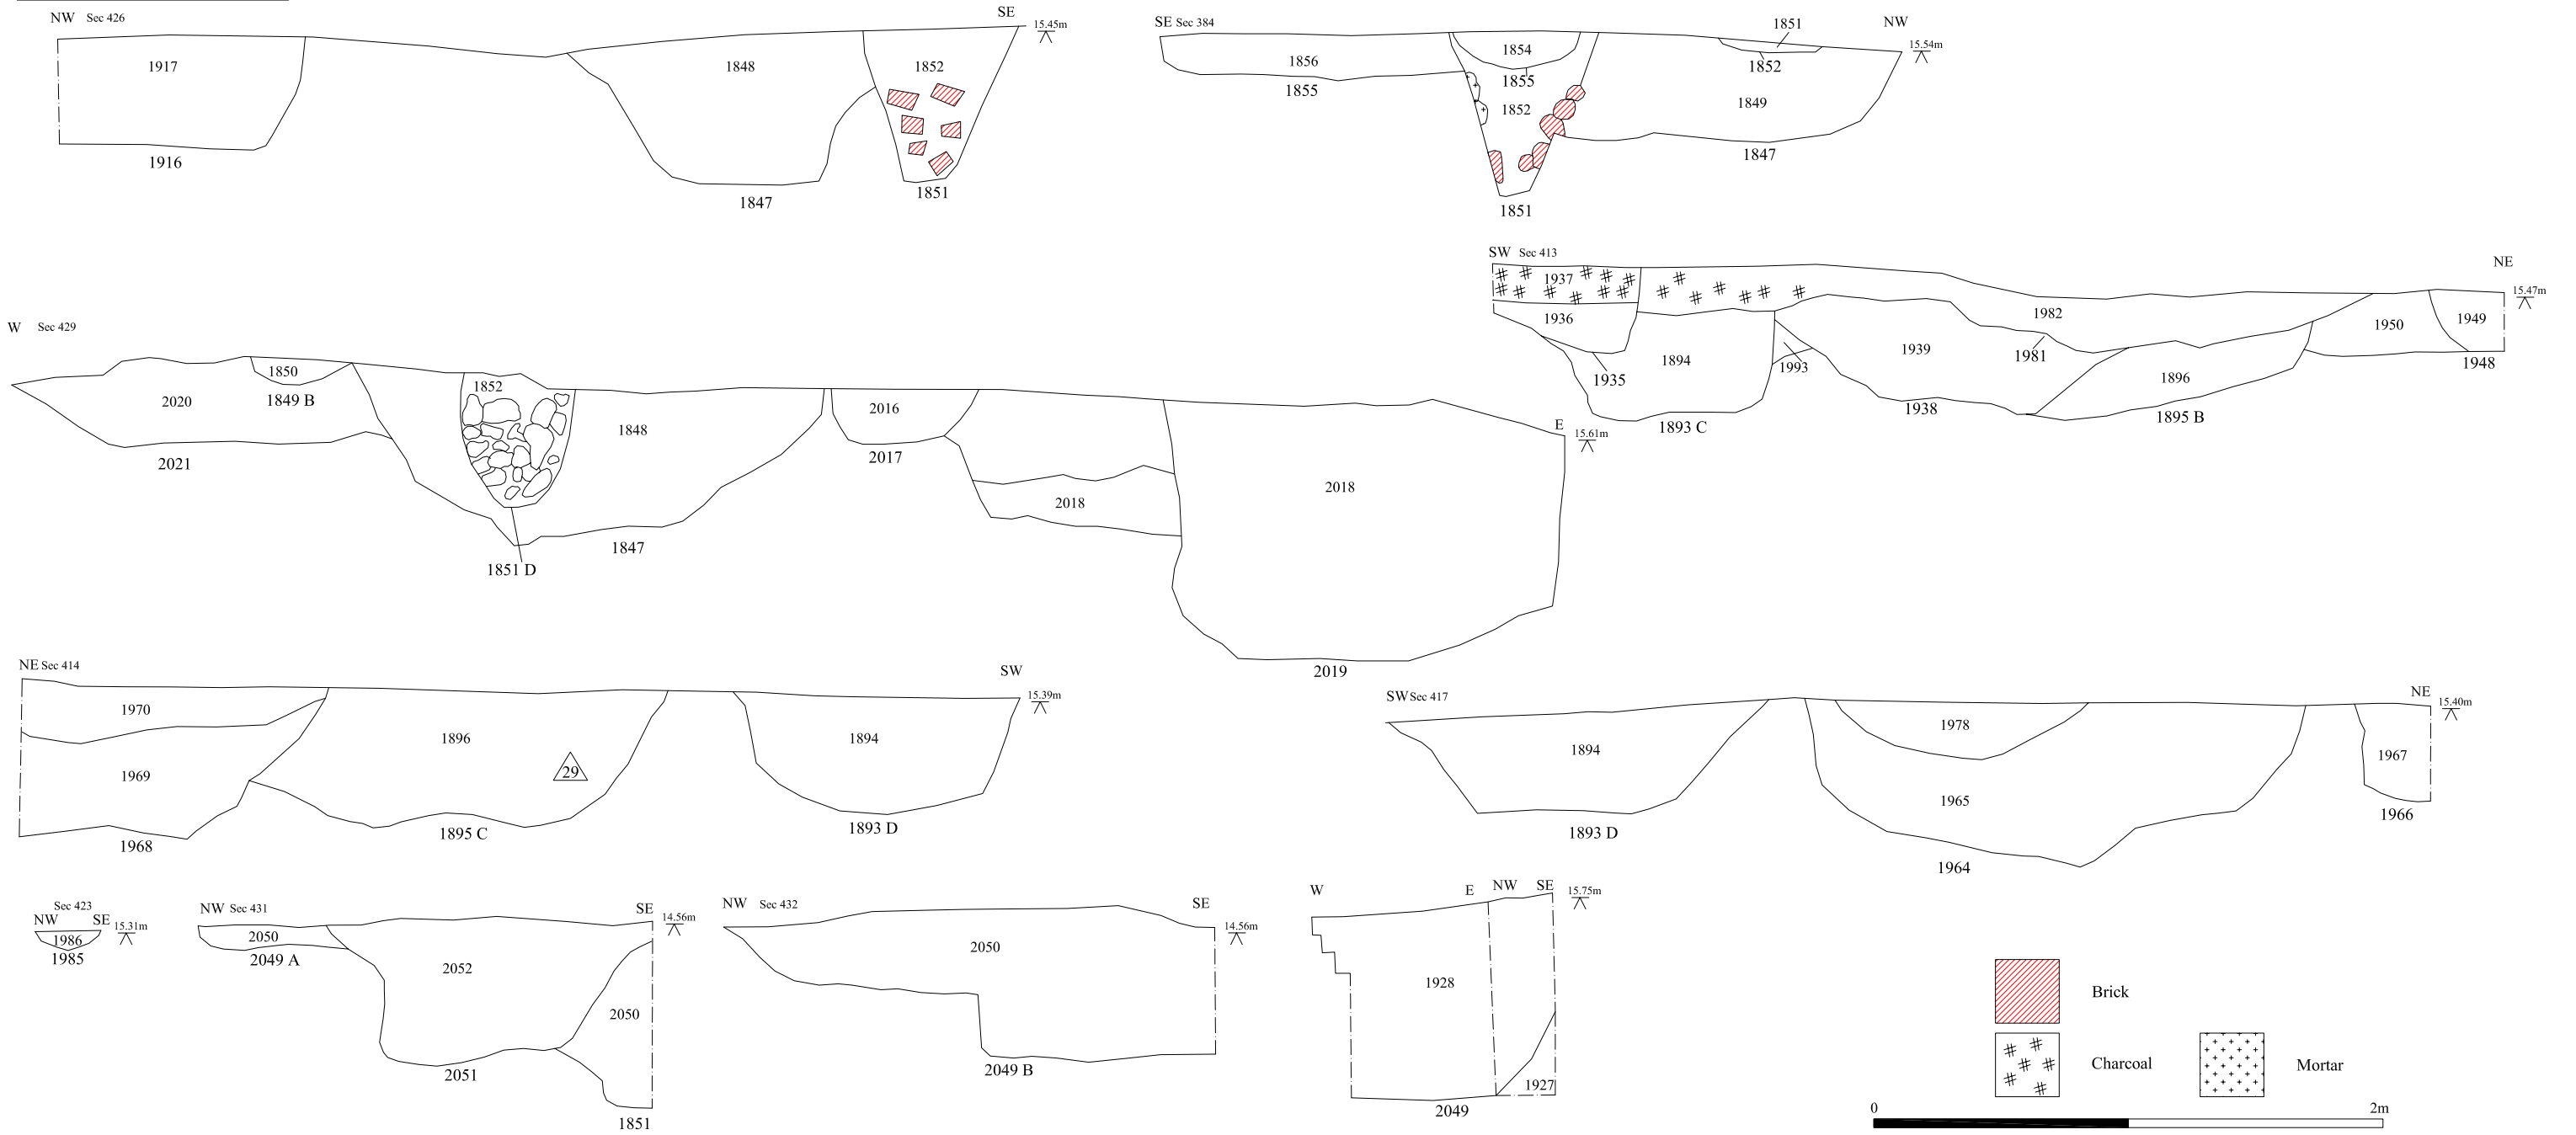 NW Sec 426 SE 15.45m
1917 1848 1852
1916 1847 1851
SE Sec 384 1851 NW 15.54m
1856 1854 1852
1855 1855 1852 1849
1851 1847
SW Sec 413 NE 15.47m
1937 1982 1950 1949
1936 1894 1993 1939 1981 1896 1948
1935 1893 C 1938 1895 B
W Sec 429 E 15.61m
1850 1852 2016
2020 1849 B 1848 2018 2018
2021 1847 2017
1851 D 2019
NE Sec 414 SW 15.39m
1970 1896 1894
1969 29
1968 1895 C 1893 D
SW Sec 417 NE 15.40m
1894 1978 1967
1965 1966
1893 D 1964
Sec 423
NW SE 15.31m
1986
1985
NW Sec 431 SE 14.56m
2050 2052
2049 A 2050
2051 1851
NW Sec 432 SE 14.56m
2050
2049 B
W E NW SE 15.75m
1928
1927
2049
Brick
Charcoal Mortar
0 2m